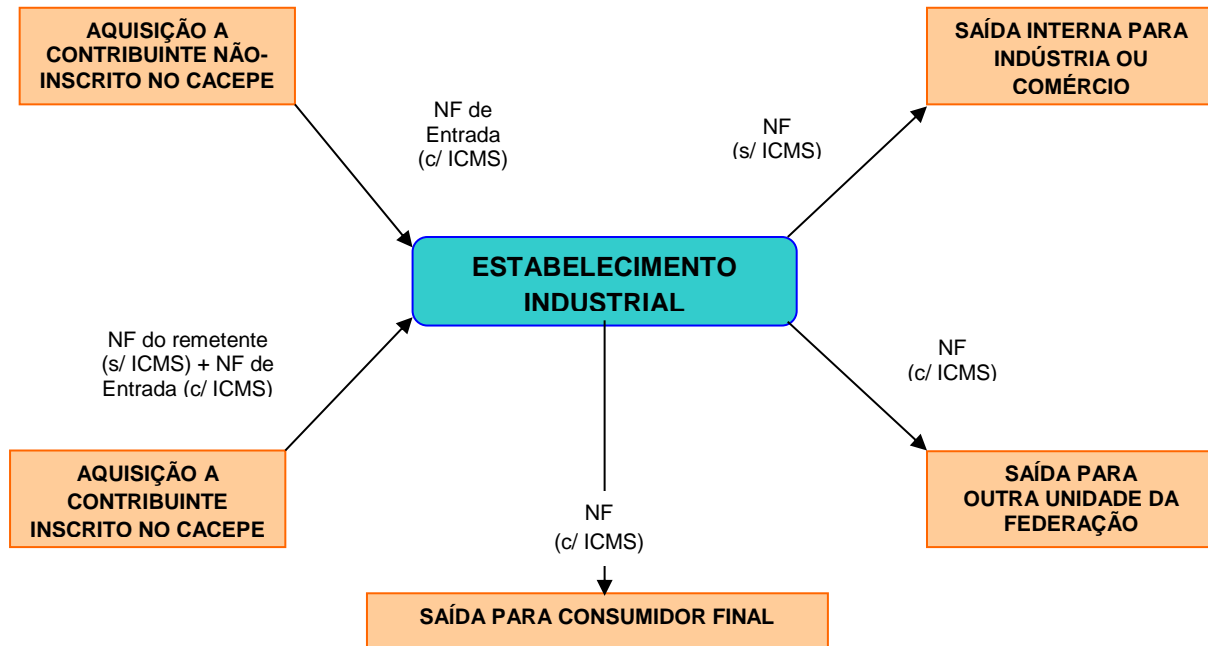 AQUISIÇÃO A
CONTRIBUINTE NÃO-
INSCRITO NO CACEPE
SAÍDA INTERNA PARA
INDÚSTRIA OU
COMÉRCIO
NF de
Entrada
(c/ ICMS)
NF
(s/ ICMS)
ESTABELECIMENTO
INDUSTRIAL
NF do remetente
(s/ ICMS) + NF de
Entrada (c/ ICMS)
NF
(c/ ICMS)
AQUISIÇÃO A
CONTRIBUINTE
INSCRITO NO CACEPE
SAÍDA PARA
OUTRA UNIDADE DA
FEDERAÇÃO
NF
(c/ ICMS)
SAÍDA PARA CONSUMIDOR FINAL